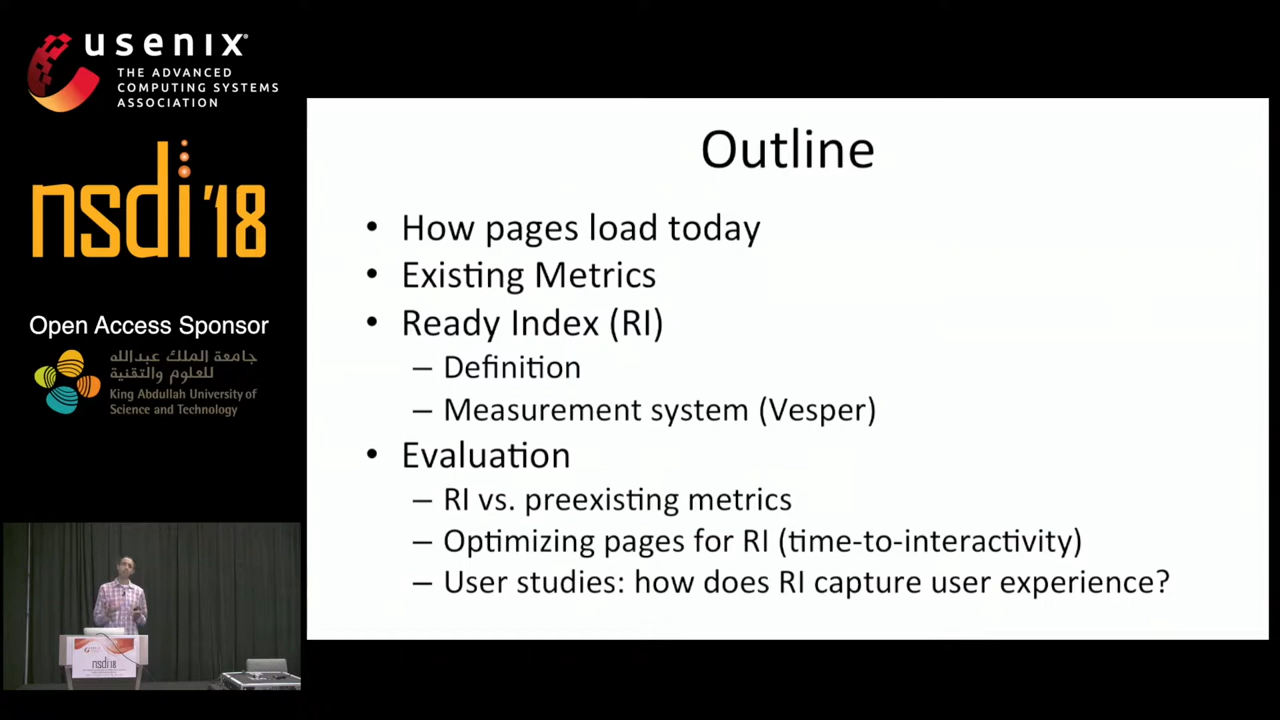 usenix
THE ADVANCED
COMPUTING SYSTEMS
ASSOCIATION
nsdi '18
Open Access Sponsor
جامعة الملك عبدالله
للعلوم والتقنية
King Abdullah University of
Science and Technology
Outline
• How pages load today
• Existing Metrics
• Ready Index (RI)
– Definition
– Measurement system (Vesper)
• Evaluation
– RI vs. preexisting metrics
– Optimizing pages for RI (time-to-interactivity)
– User studies: how does RI capture user experience?
usenix
nsdi'18